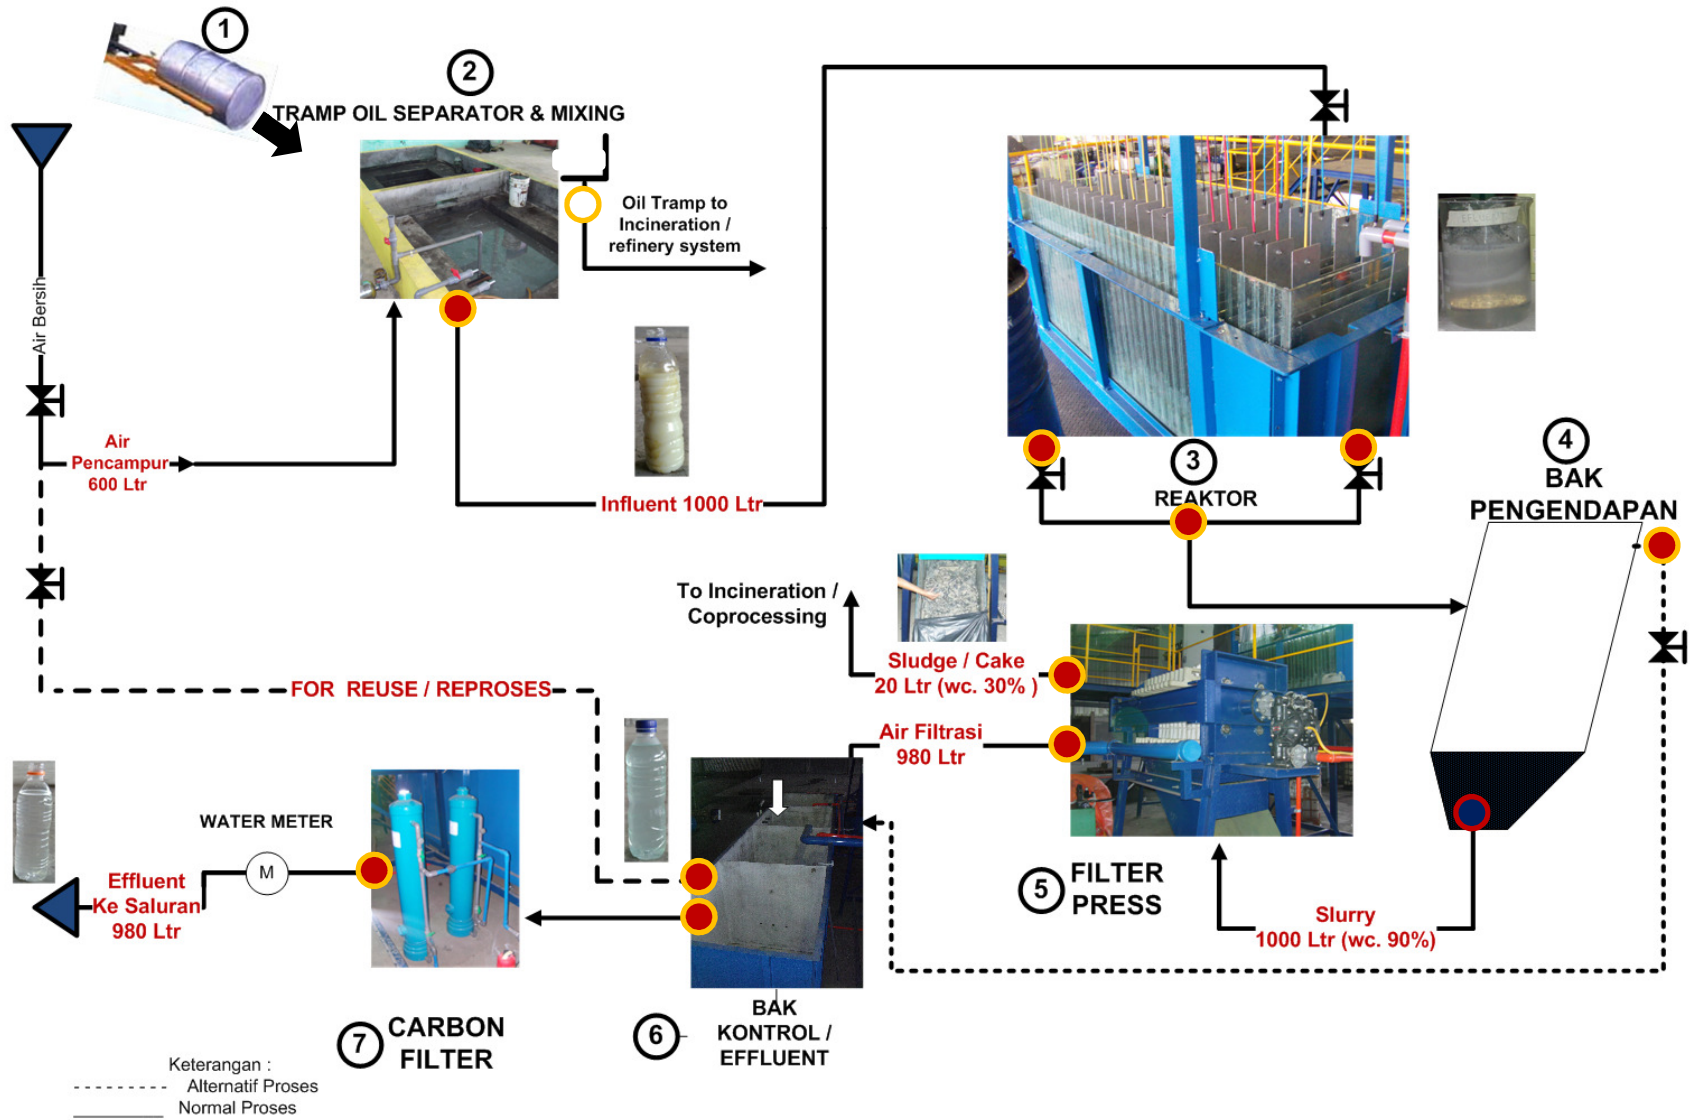 1
2
TRAMP OIL SEPARATOR & MIXING
Oil Tramp to
Incineration /
refinery system
Air Bersih
Air
Pencampur
600 Ltr
Influent 1000 Ltr
3
REAKTOR
4
BAK
PENGENDAPAN
To Incineration /
Coprocessing
Sludge / Cake
20 Ltr (wc. 30% )
Air Filtrasi
980 Ltr
FOR REUSE / REPROSES
WATER METER
M
Effluent
Ke Saluran
980 Ltr
5
FILTER
PRESS
Slurry
1000 Ltr (wc. 90%)
6
BAK
KONTROL /
EFFLUENT
7
CARBON
FILTER
Keterangan :
Alternatif Proses
Normal Proses